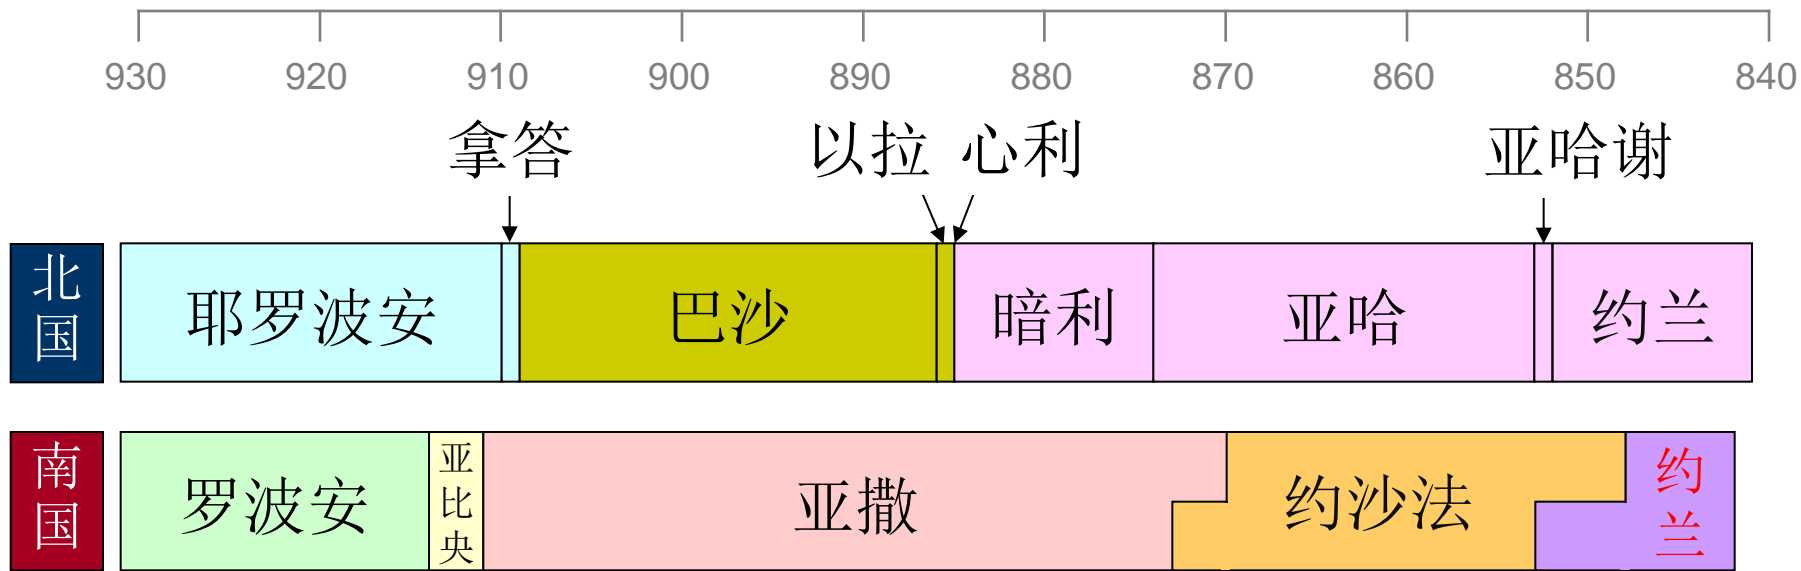 930 920 910 900 890 880 870 860 850 840
拿答 以拉 心利 亚哈谢
北国
耶罗波安 巴沙 暗利 亚哈 约兰
南国
罗波安 亚比央 亚撒 约沙法 约兰